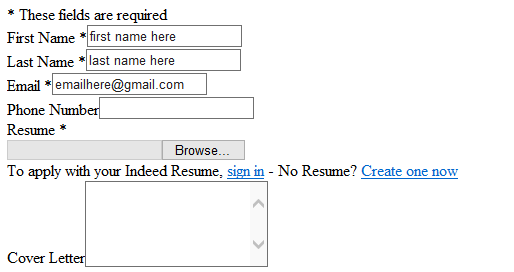 * These fields are required
First Name * first name here
Last Name * last name here
Email * emailhere@gmail.com
Phone Number
Resume *
Browse...
To apply with your Indeed Resume, sign in - No Resume? Create one now
Cover Letter